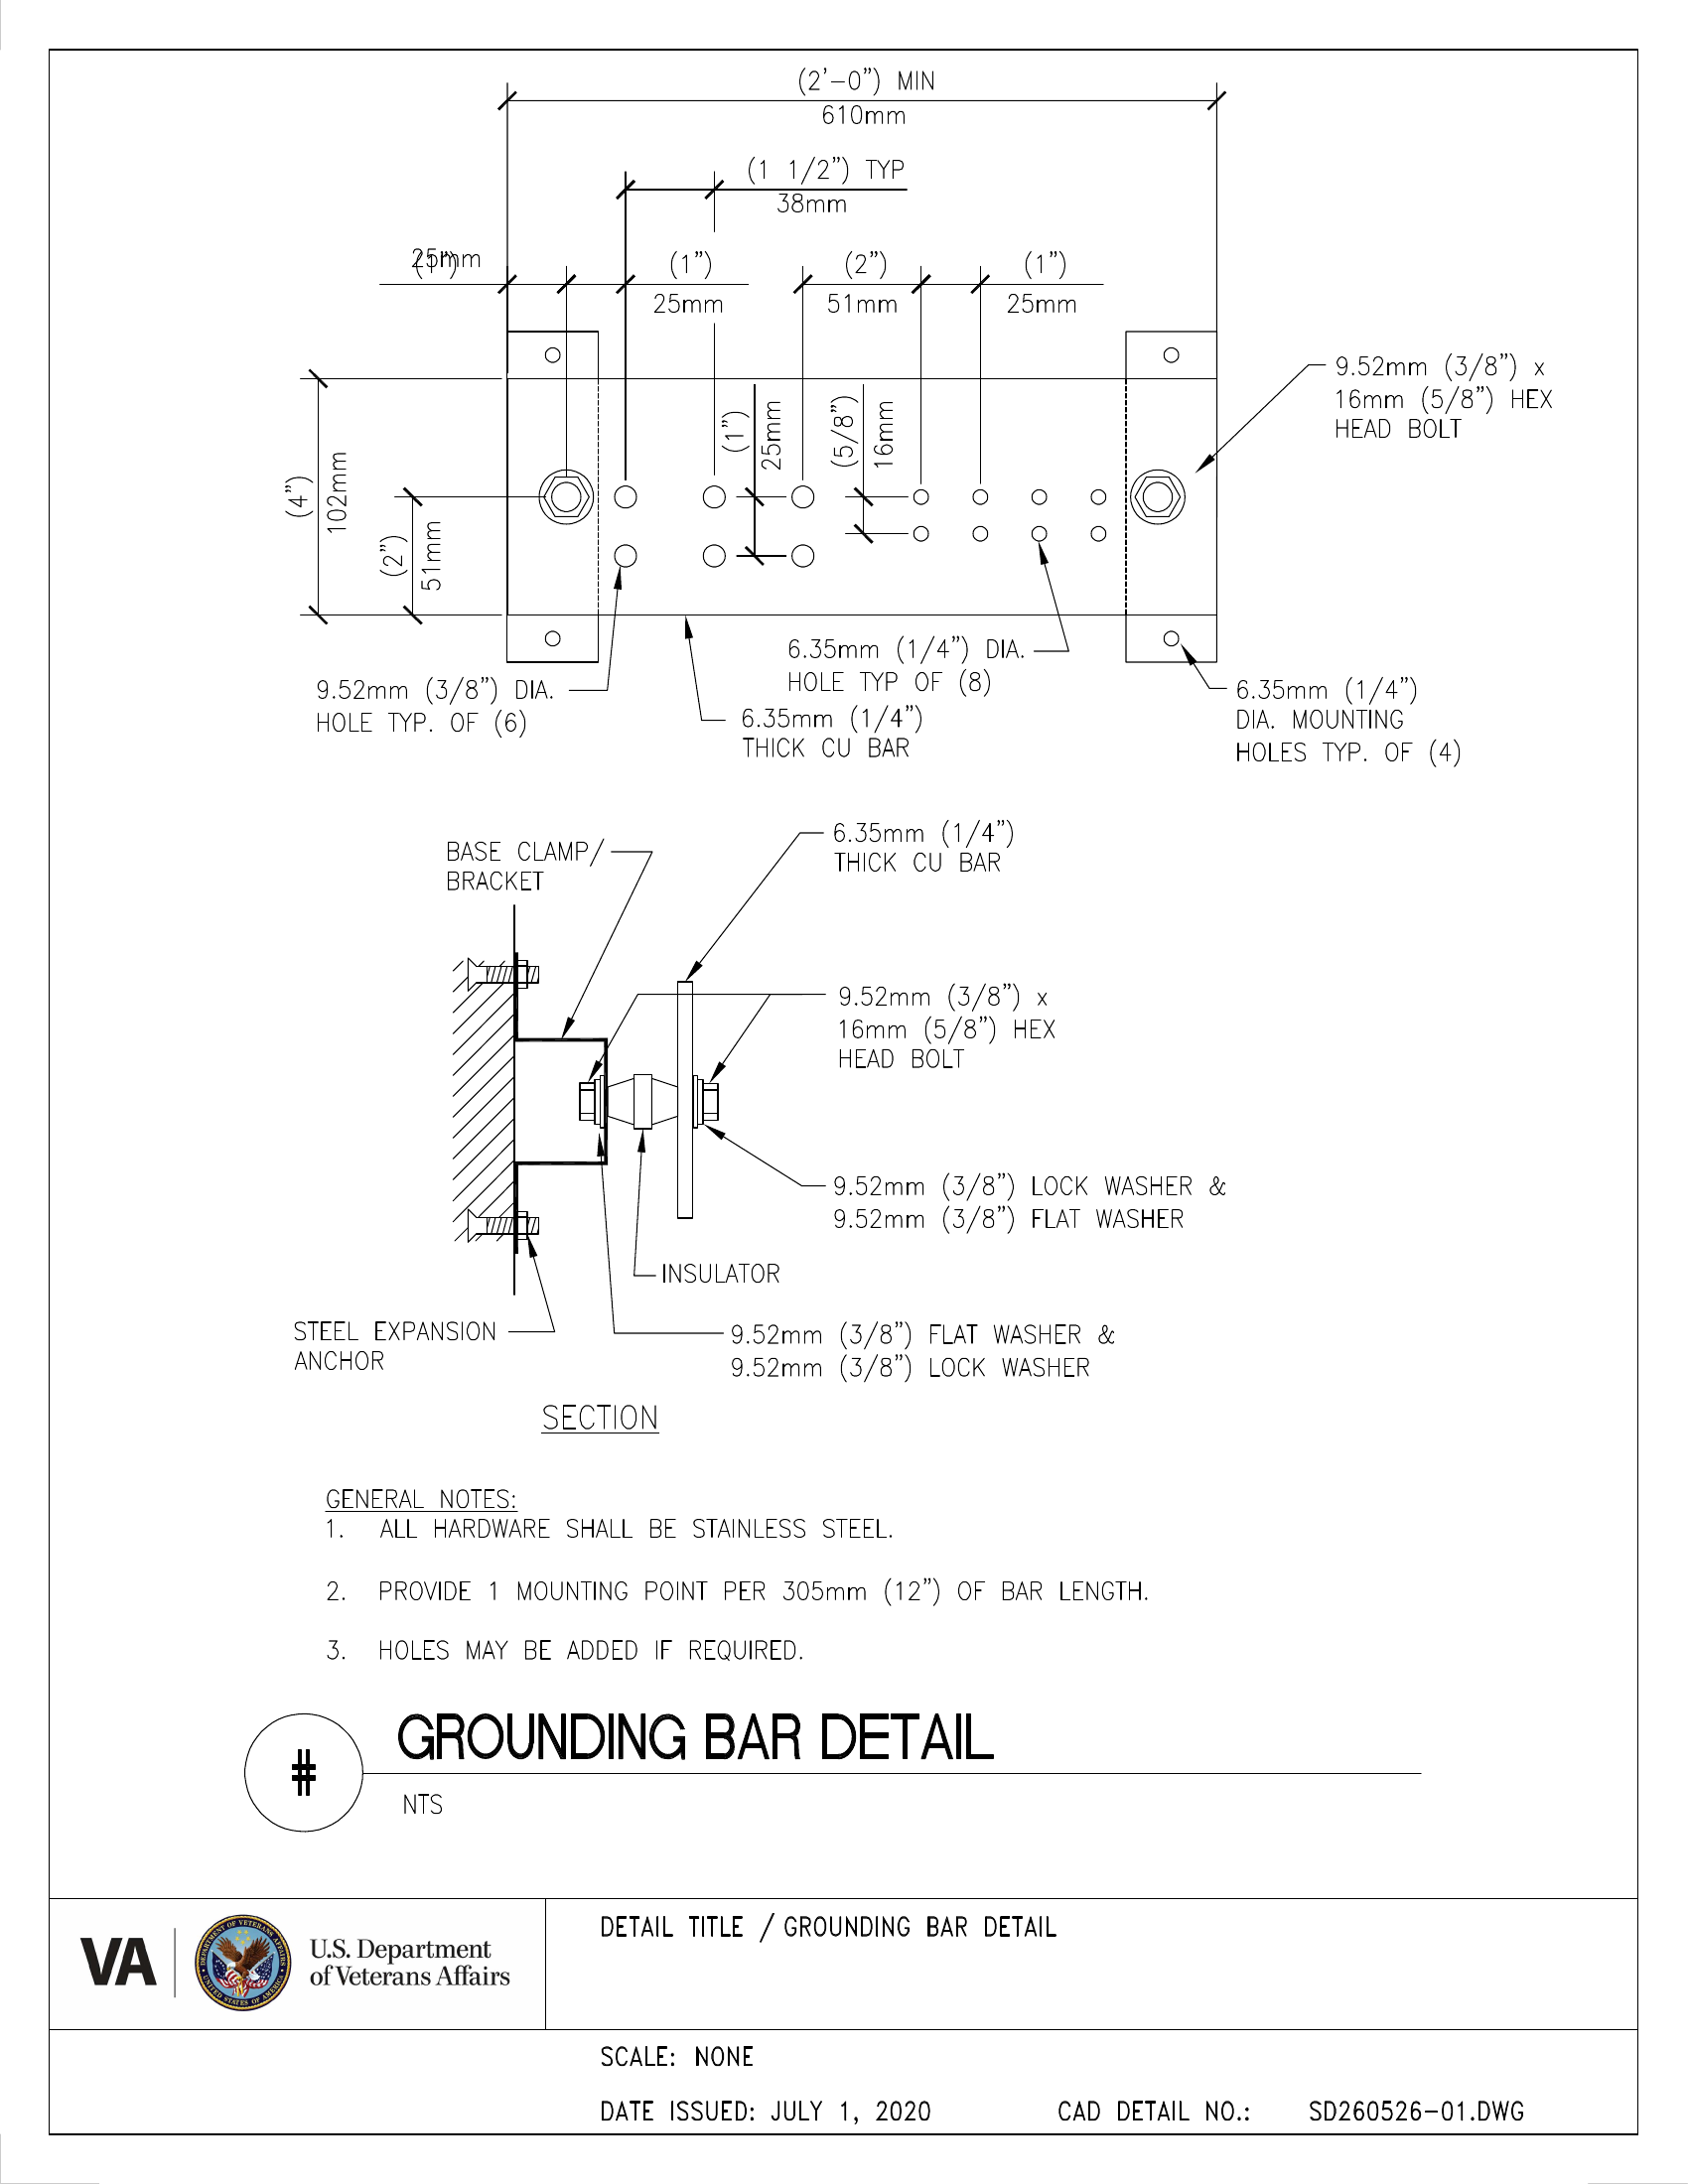 (2'-0") MIN
610mm
(1 1/2") TYP
38mm
(1")
25mm
(1")
25mm
(2")
51mm
(1")
25mm
9.52mm (3/8") x
16mm (5/8") HEX
HEAD BOLT
(4")
102mm
(2")
51mm
(1")
25mm
(5/8")
16mm
6.35mm (1/4") DIA.
HOLE TYP OF (8)
9.52mm (3/8") DIA.
HOLE TYP. OF (6)
6.35mm (1/4")
THICK CU BAR
6.35mm (1/4")
DIA. MOUNTING
HOLES TYP. OF (4)
BASE CLAMP/
BRACKET
6.35mm (1/4")
THICK CU BAR
9.52mm (3/8") x
16mm (5/8") HEX
HEAD BOLT
9.52mm (3/8") LOCK WASHER &
9.52mm (3/8") FLAT WASHER
INSULATOR
STEEL EXPANSION
ANCHOR
9.52mm (3/8") FLAT WASHER &
9.52mm (3/8") LOCK WASHER
SECTION
GENERAL NOTES:
1. ALL HARDWARE SHALL BE STAINLESS STEEL.
2. PROVIDE 1 MOUNTING POINT PER 305mm (12") OF BAR LENGTH.
3. HOLES MAY BE ADDED IF REQUIRED.
#
GROUNDING BAR DETAIL
NTS
VA
DEPARTMENT OF VETERANS AFFAIRS
UNITED STATES OF AMERICA
U.S. Department
of Veterans Affairs
DETAIL TITLE / GROUNDING BAR DETAIL
SCALE: NONE
DATE ISSUED: JULY 1, 2020
CAD DETAIL NO.: SD260526-01.DWG